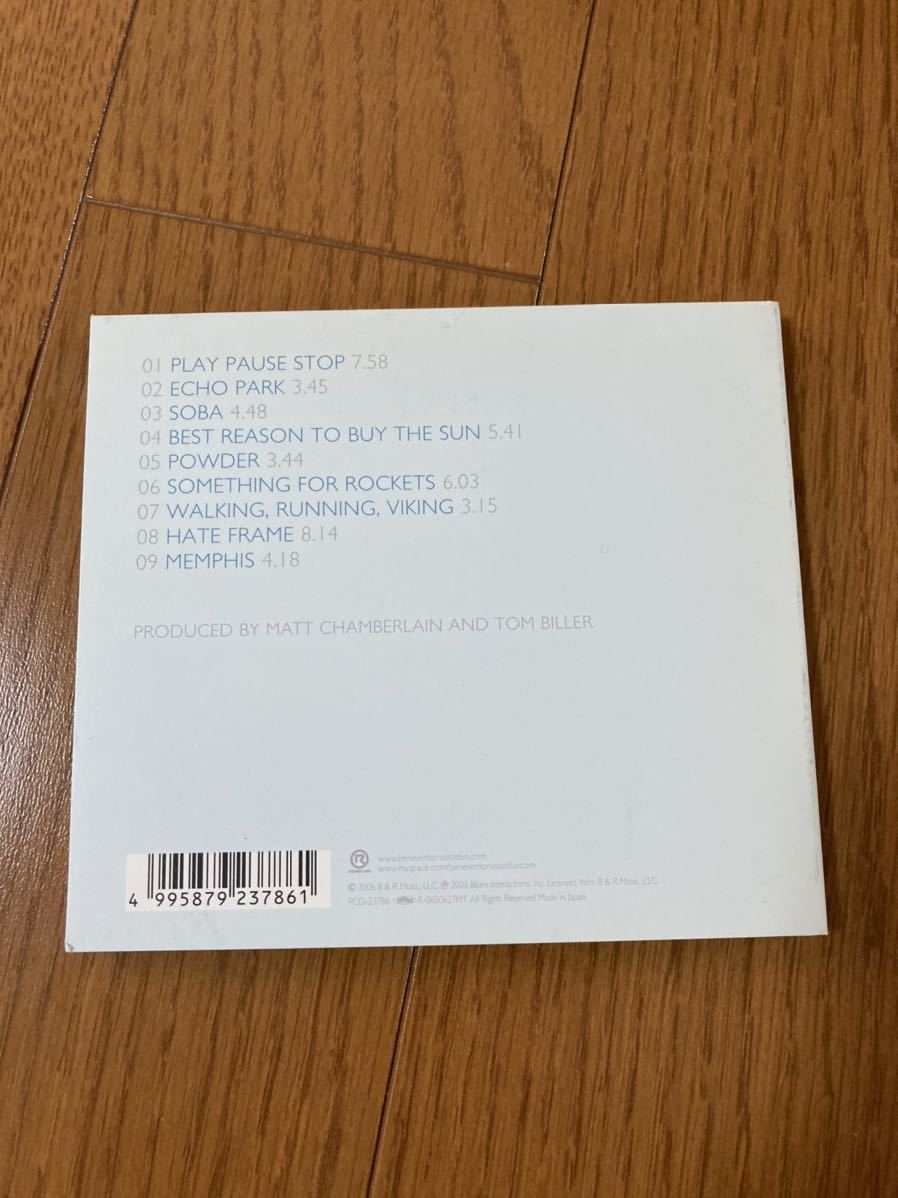 01 PLAY PAUSE STOP 7.58
02 ECHO PARK 3.45
03 SOBA 4.48
04 BEST REASON TO BUY THE SUN 5.41
05 POWDER 3.44
06 SOMETHING FOR ROCKETS 6.03
07 WALKING, RUNNING, VIKING 3.15
08 HATE FRAME 8.14
09 MEMPHIS 4.18
PRODUCED BY MATT CHAMBERLAIN AND TOM BILLER
R
www.beneventorussoduo.com
www.myspace.com/beneventorussoduo.com
© 2006 B & R Music, LLC. ℗ 2006 Blues Interactions, Inc. Licensed from B & R Music, LLC.
PCD-23786 R-0650627MT All Rights Reserved Made in Japan
4 995879 237861